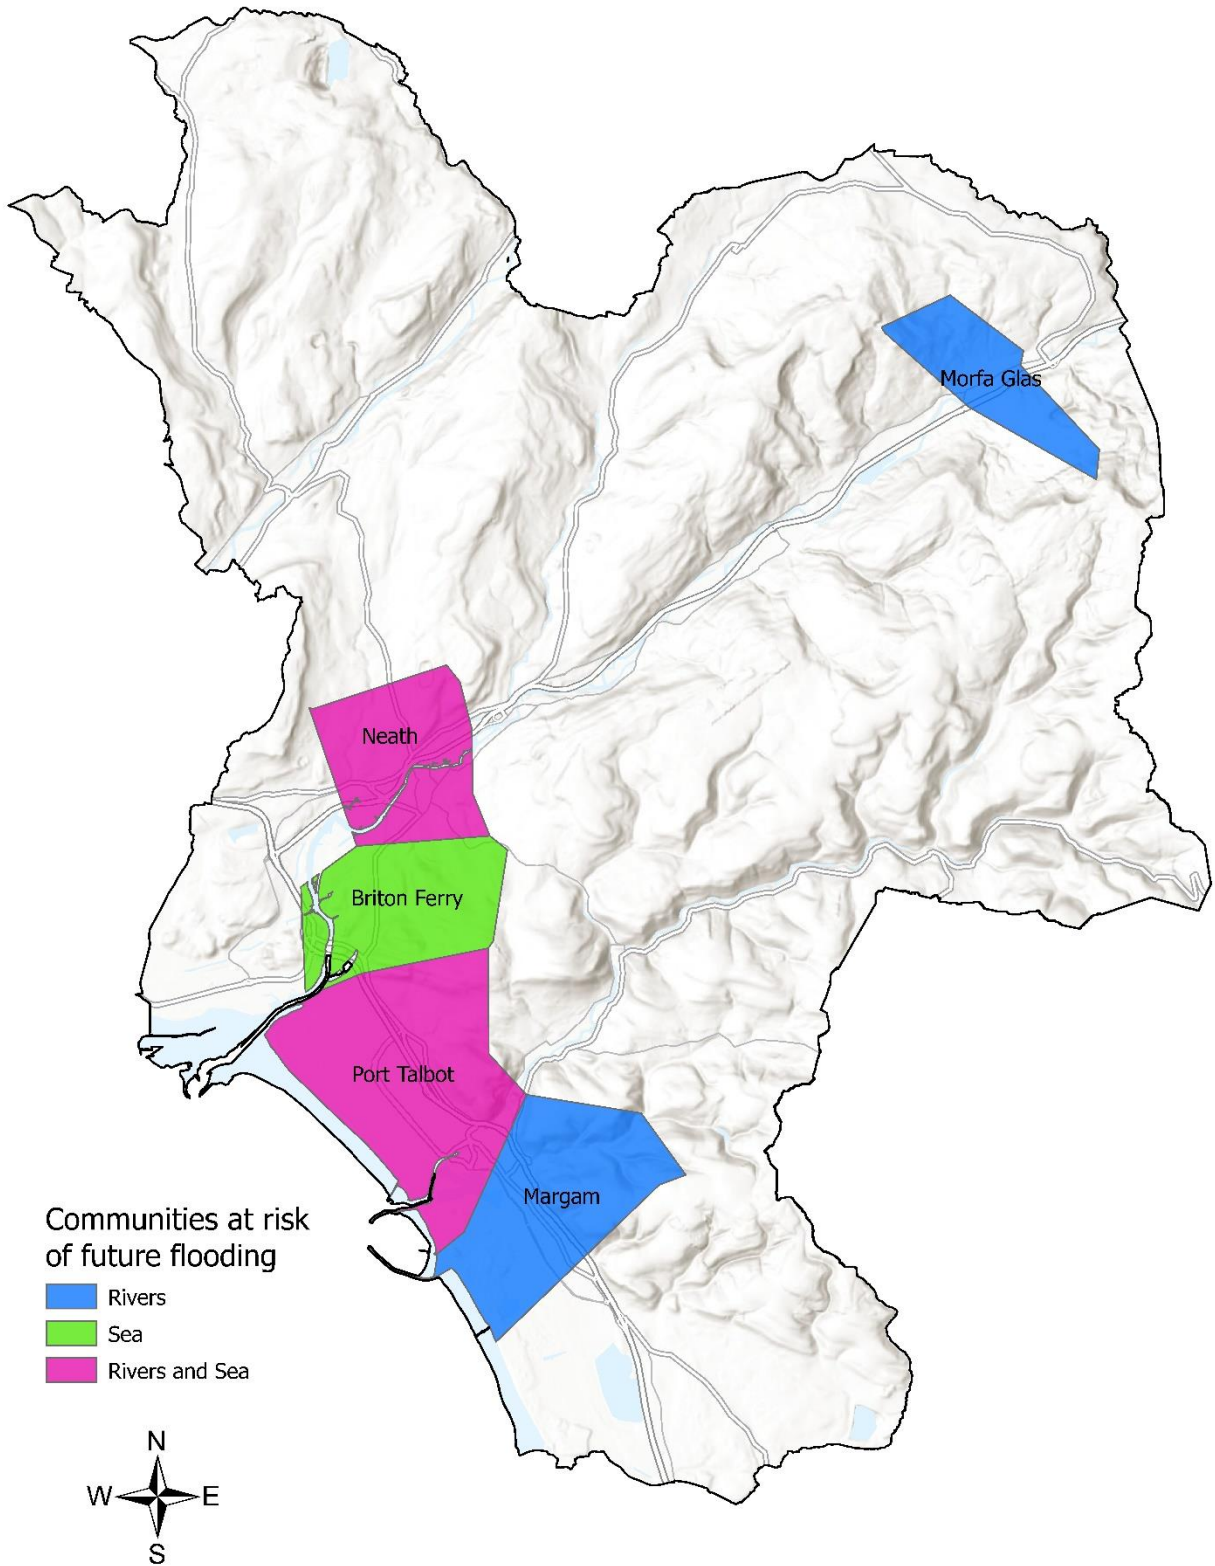 Morfa Glas
Neath
Briton Ferry
Port Talbot
Margam
Communities at risk
of future flooding
Rivers
Sea
Rivers and Sea
N
W E
S